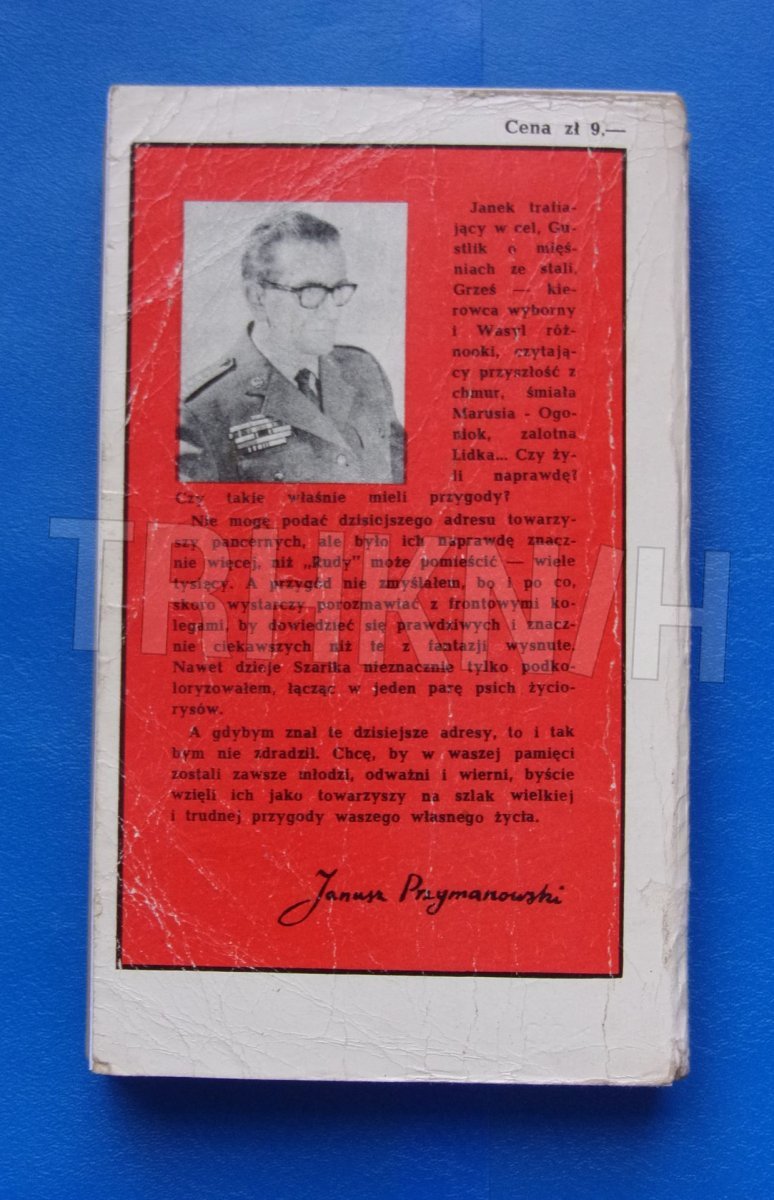 Cena zł 9.—
Janek trafia-
jący w cel, Gu-
stlik o mięś-
niach ze stali,
Grześ — kie-
rowca wyborny
i Wasyl róż-
nooki, czytają-
cy przyszłość z
chmur, śmiała
Marusia - Ogo-
niok, zalotna
Lidka... Czy ży-
li naprawdę?
Czy takie właśnie mieli przygody?
Nie mogę podać dzisiejszego adresu towarzy-
szy pancernych, ale było ich naprawdę znacz-
nie więcej, niż „Rudy" może pomieścić — wiele
tysięcy. A przygód nie zmyślałem, bo i po co,
skoro wystarczy porozmawiać z frontowymi ko-
legami, by dowiedzieć się prawdziwych i znacz-
nie ciekawszych niż te z fantazji wysnute.
Nawet dzieje Szarika nieznacznie tylko podko-
loryzowałem, łącząc w jeden parę psich życio-
rysów.
A gdybym znał te dzisiejsze adresy, to i tak
bym nie zdradził. Chcę, by w waszej pamięci
zostali zawsze młodzi, odważni i wierni, byście
wzięli ich jako towarzyszy na szlak wielkiej
i trudnej przygody waszego własnego życia.
Janusz Przymanowski
TRHKNVH